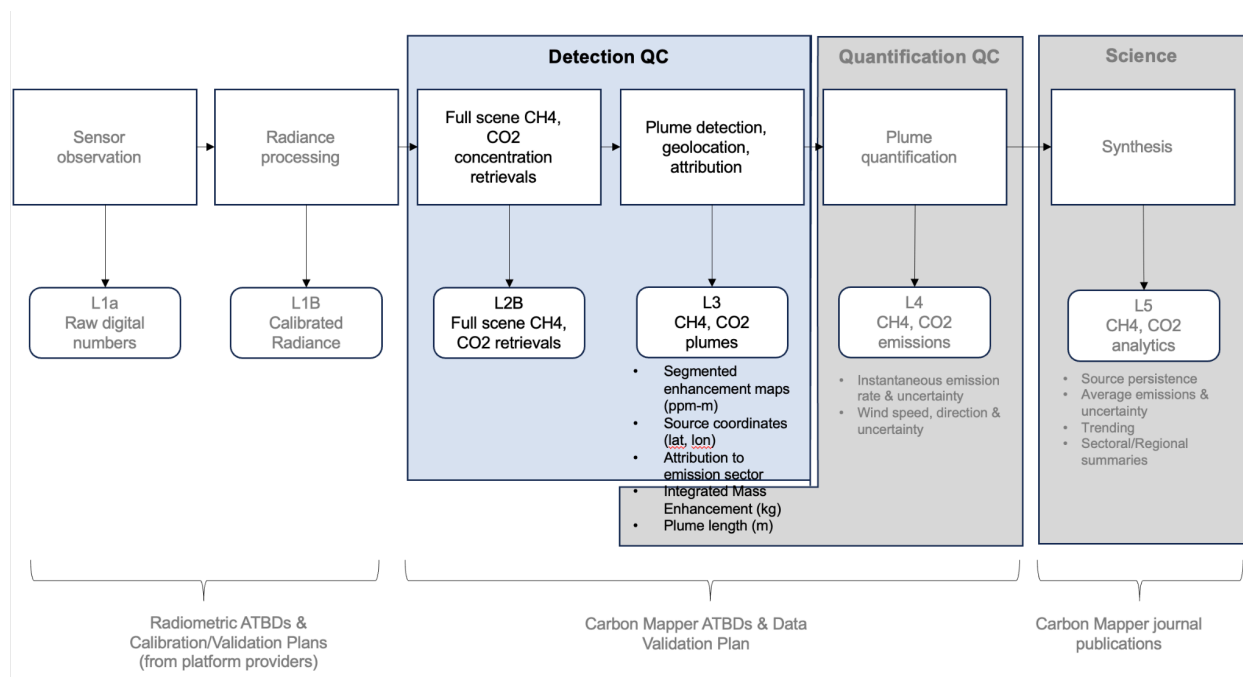 Detection QC
Quantification QC
Science
Sensor
observation
Radiance
processing
Full scene CH4,
CO2
concentration
retrievals
Plume detection,
geolocation,
attribution
Plume
quantification
Synthesis
L1a
Raw digital
numbers
L1B
Calibrated
Radiance
L2B
Full scene CH4,
CO2 retrievals
L3
CH4, CO2
plumes
L4
CH4, CO2
emissions
L5
CH4, CO2
analytics
• Segmented
enhancement maps
(ppm-m)
• Source coordinates
(lat, lon)
• Attribution to
emission sector
• Integrated Mass
Enhancement (kg)
• Plume length (m)
• Instantaneous emission
rate & uncertainty
• Wind speed, direction &
uncertainty
• Source persistence
• Average emissions &
uncertainty
• Trending
• Sectoral/Regional
summaries
Radiometric ATBDs &
Calibration/Validation Plans
(from platform providers)
Carbon Mapper ATBDs & Data
Validation Plan
Carbon Mapper journal
publications